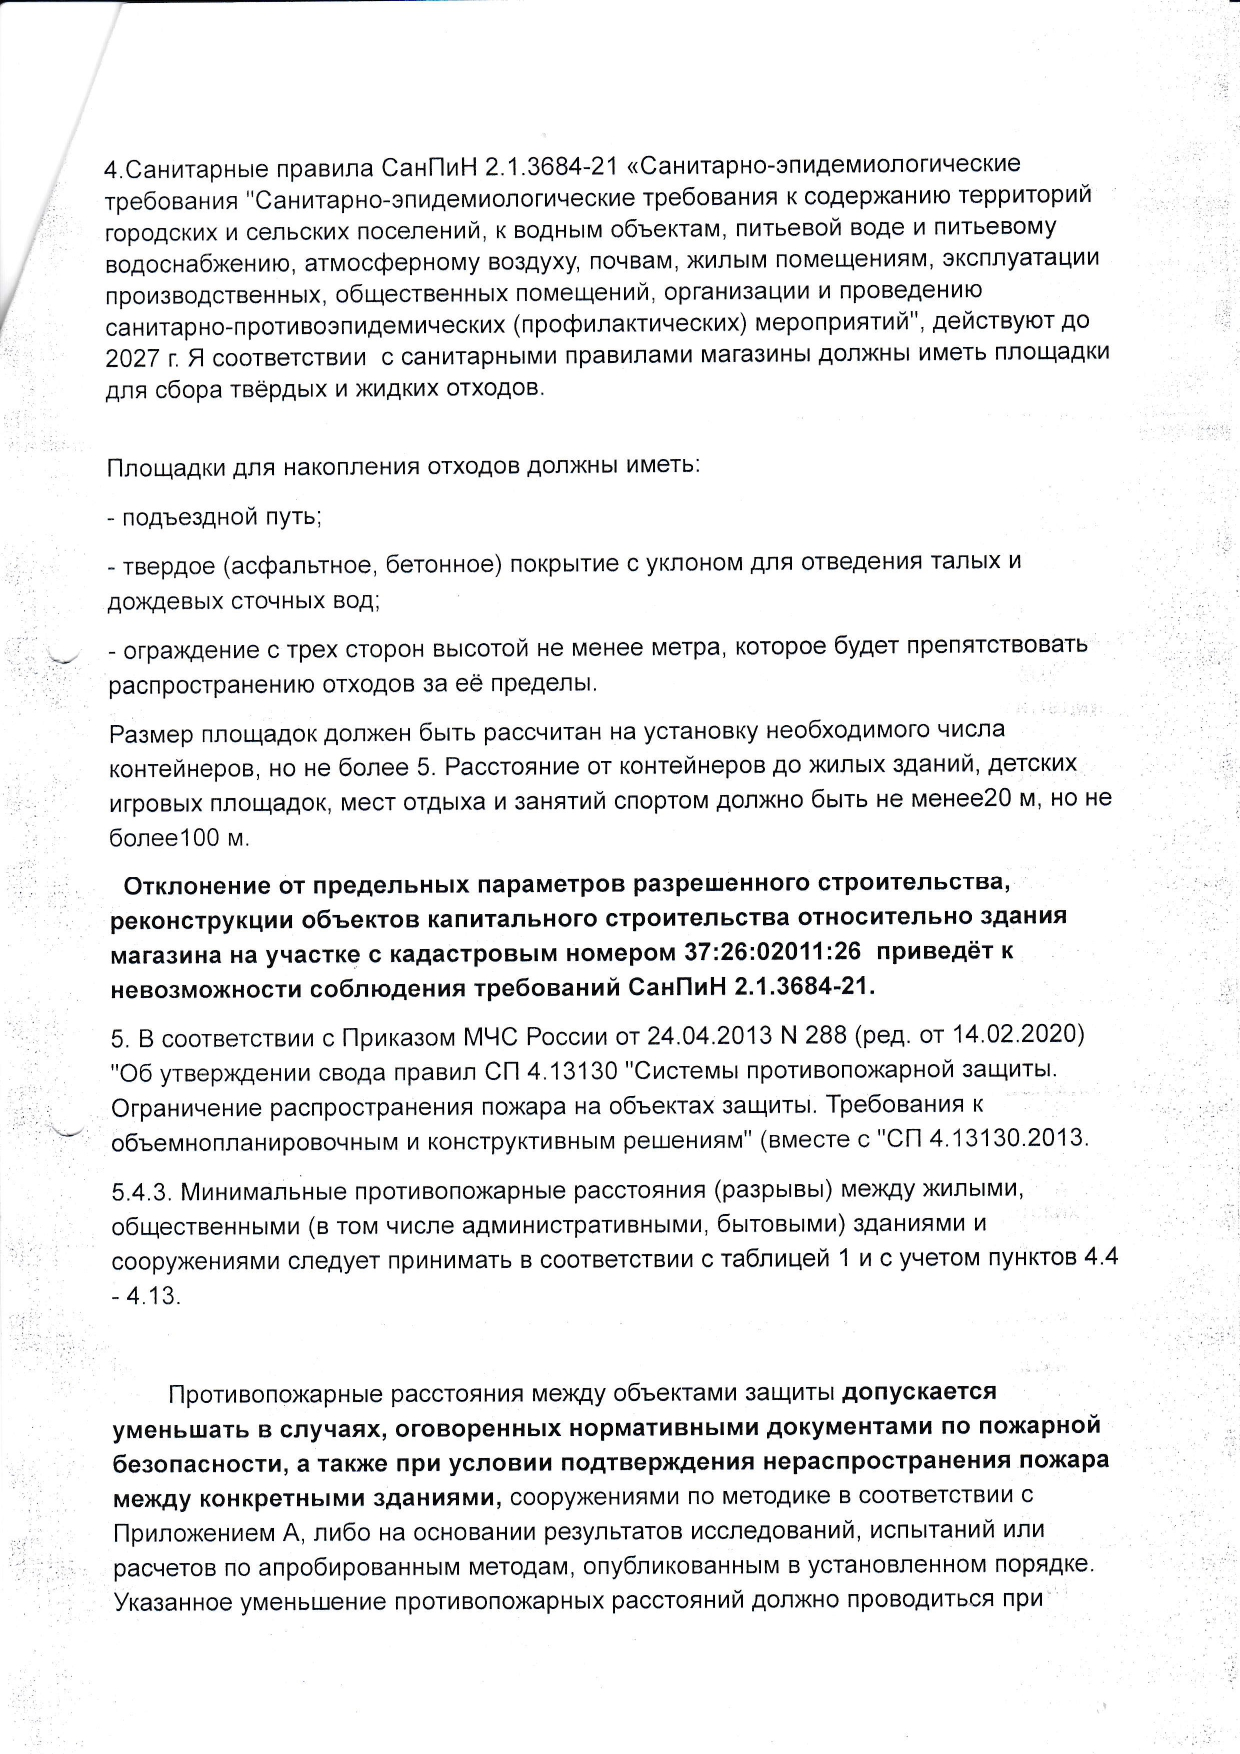 4.Санитарные правила СанПиН 2.1.3684-21 «Санитарно-эпидемиологические
требования "Санитарно-эпидемиологические требования к содержанию территорий
городских и сельских поселений, к водным объектам, питьевой воде и питьевому
водоснабжению, атмосферному воздуху, почвам, жилым помещениям, эксплуатации
производственных, общественных помещений, организации и проведению
санитарно-противоэпидемических (профилактических) мероприятий", действуют до
2027 г. Я соответствии  с санитарными правилами магазины должны иметь площадки
для сбора твёрдых и жидких отходов.
Площадки для накопления отходов должны иметь:
- подъездной путь;
- твердое (асфальтное, бетонное) покрытие с уклоном для отведения талых и
дождевых сточных вод;
- ограждение с трех сторон высотой не менее метра, которое будет препятствовать
распространению отходов за её пределы.
Размер площадок должен быть рассчитан на установку необходимого числа
контейнеров, но не более 5. Расстояние от контейнеров до жилых зданий, детских
игровых площадок, мест отдыха и занятий спортом должно быть не менее20 м, но не
более100 м.
Отклонение от предельных параметров разрешенного строительства,
реконструкции объектов капитального строительства относительно здания
магазина на участке с кадастровым номером 37:26:02011:26  приведёт к
невозможности соблюдения требований СанПиН 2.1.3684-21.
5. В соответствии с Приказом МЧС России от 24.04.2013 N 288 (ред. от 14.02.2020)
"Об утверждении свода правил СП 4.13130 "Системы противопожарной защиты.
Ограничение распространения пожара на объектах защиты. Требования к
объемнопланировочным и конструктивным решениям" (вместе с "СП 4.13130.2013.
5.4.3. Минимальные противопожарные расстояния (разрывы) между жилыми,
общественными (в том числе административными, бытовыми) зданиями и
сооружениями следует принимать в соответствии с таблицей 1 и с учетом пунктов 4.4
- 4.13.
Противопожарные расстояния между объектами защиты допускается
уменьшать в случаях, оговоренных нормативными документами по пожарной
безопасности, а также при условии подтверждения нераспространения пожара
между конкретными зданиями, сооружениями по методике в соответствии с
Приложением А, либо на основании результатов исследований, испытаний или
расчетов по апробированным методам, опубликованным в установленном порядке.
Указанное уменьшение противопожарных расстояний должно проводиться при